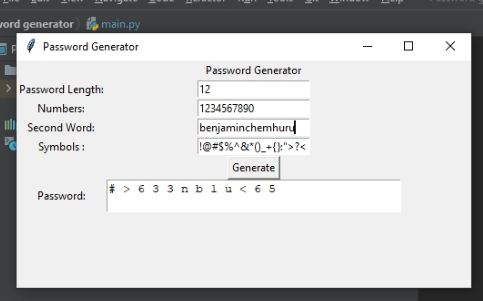 word generator
main.py
Password Generator
Password Generator
Password Length: 12
Numbers: 1234567890
Second Word: benjaminchemhuru
Symbols : !@#$%^&*()_+{}:">?<
Generate
Password: # > 6 3 3 n b l u < 6 5